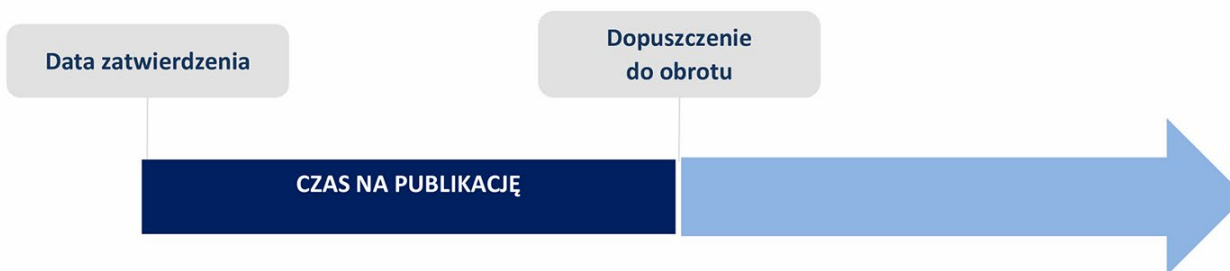 Data zatwierdzenia
Dopuszczenie
do obrotu
CZAS NA PUBLIKACJĘ